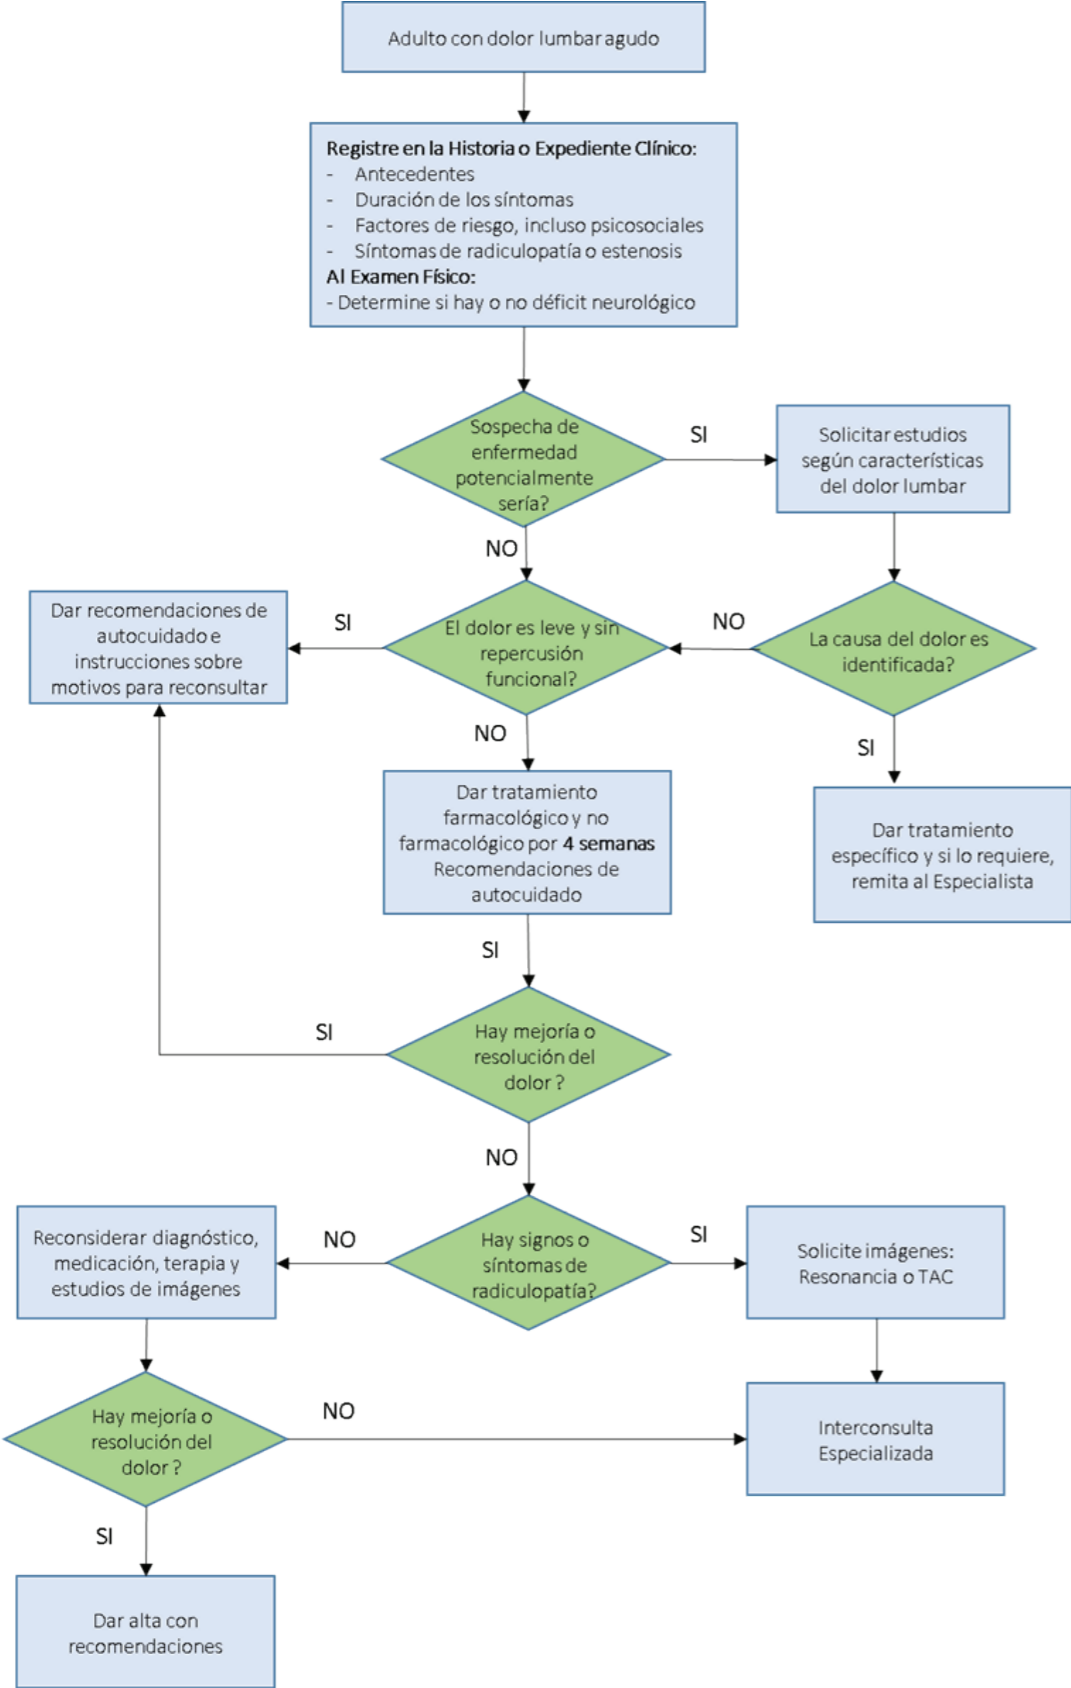 Adulto con dolor lumbar agudo
Registre en la Historia o Expediente Clínico:
- Antecedentes
- Duración de los síntomas
- Factores de riesgo, incluso psicosociales
- Síntomas de radiculopatía o estenosis
Al Examen Físico:
- Determine si hay o no déficit neurológico
Sospecha de
enfermedad
potencialmente
sería?
SI
Solicitar estudios
según características
del dolor lumbar
NO
Dar recomendaciones de
autocuidado e
instrucciones sobre
motivos para reconsultar
SI
El dolor es leve y sin
repercusión
funcional?
NO
La causa del dolor es
identificada?
NO
SI
Dar tratamiento
farmacológico y no
farmacológico por 4 semanas
Recomendaciones de
autocuidado
Dar tratamiento
específico y si lo requiere,
remita al Especialista
SI
SI
Hay mejoría o
resolución del
dolor ?
NO
Reconsiderar diagnóstico,
medicación, terapia y
estudios de imágenes
NO
Hay signos o
síntomas de
radiculopatía?
SI
Solicite imágenes:
Resonancia o TAC
Hay mejoría o
resolución del
dolor ?
NO
Interconsulta
Especializada
SI
Dar alta con
recomendaciones